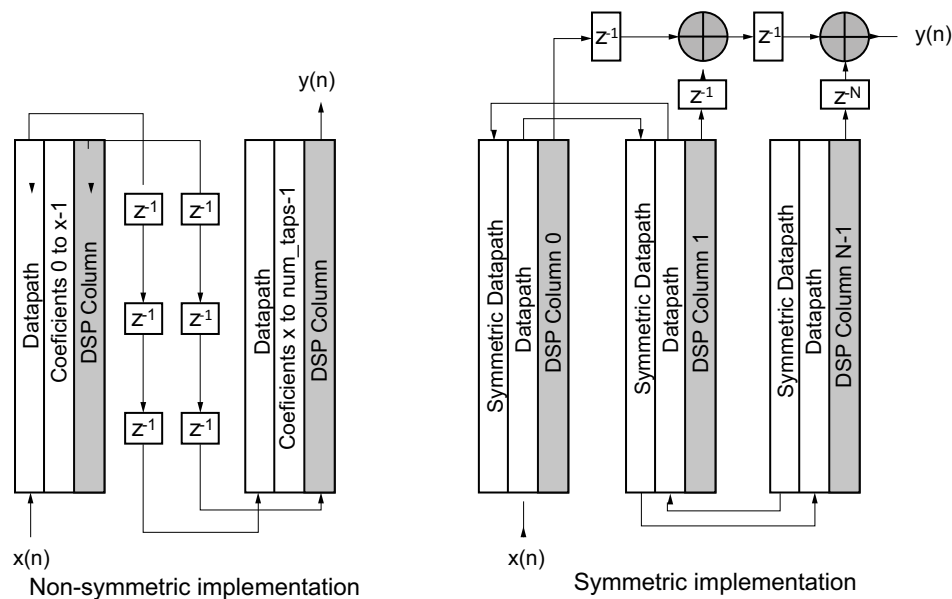 y(n)
Datapath
Coeficients 0 to x-1
DSP Column
z-1
z-1
z-1
z-1
z-1
z-1
Datapath
Coeficients x to num_taps-1
DSP Column
x(n)
Non-symmetric implementation
z-1
z-1
y(n)
z-1
z-N
Symmetric Datapath
Datapath
DSP Column 0
Symmetric Datapath
Datapath
DSP Column 1
Symmetric Datapath
Datapath
DSP Column N-1
x(n)
Symmetric implementation